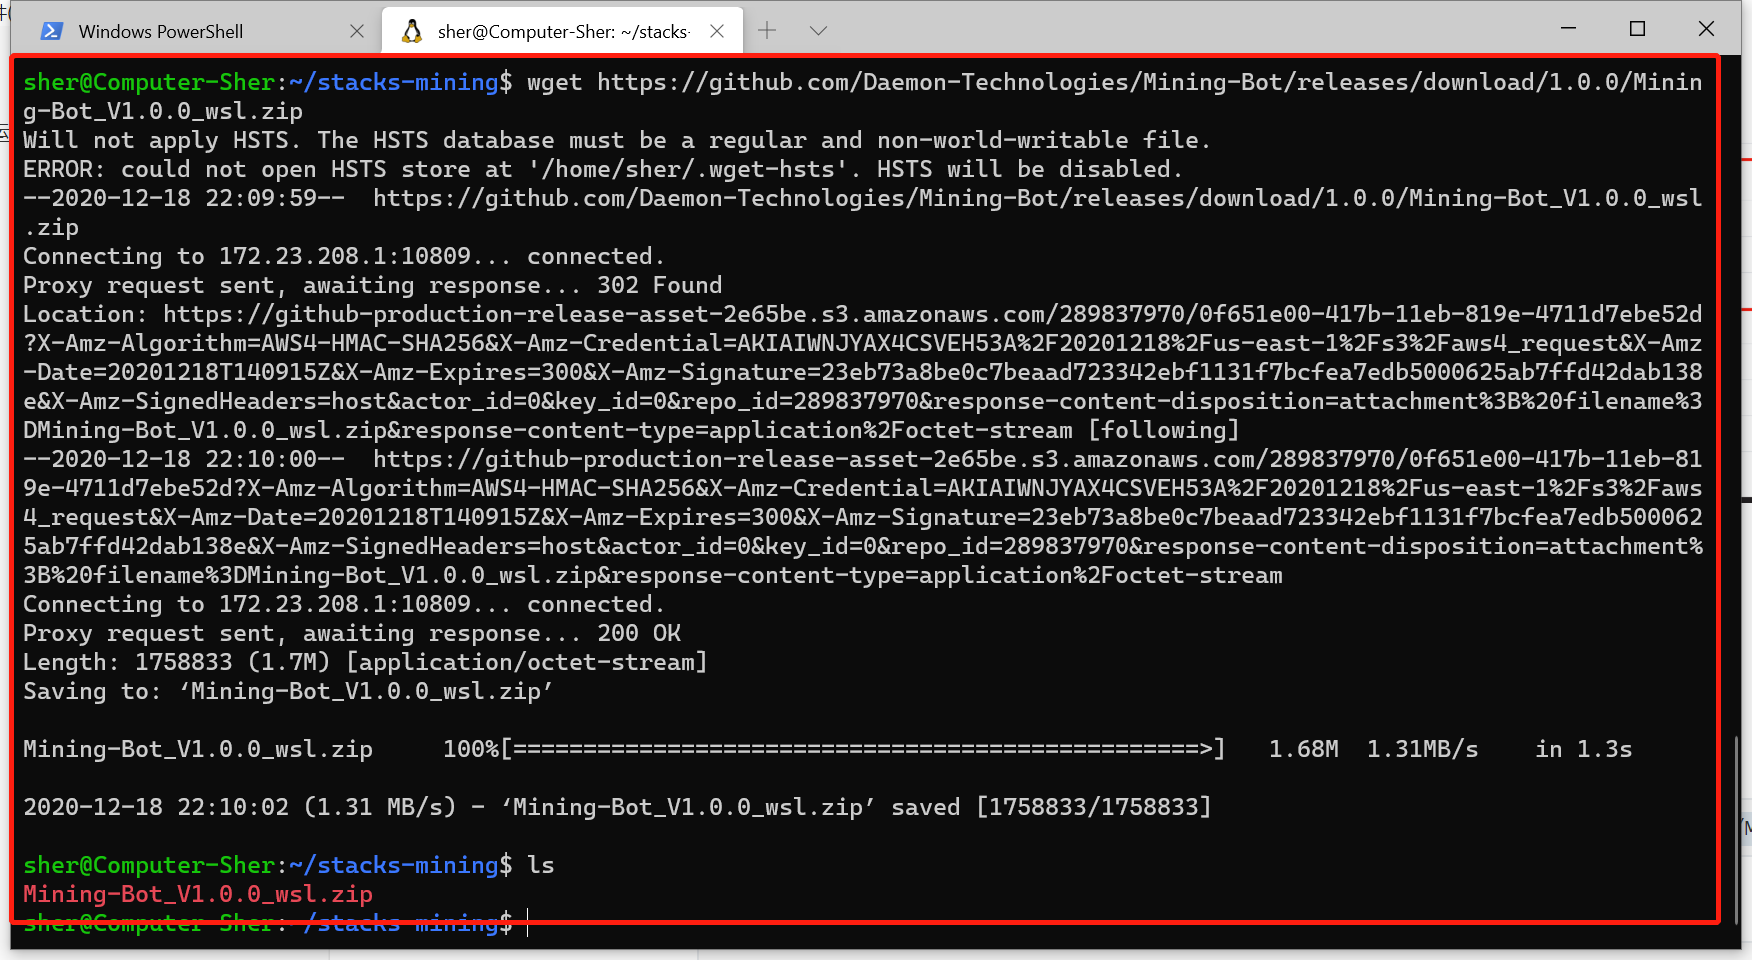 Windows PowerShell
sher@Computer-Sher: ~/stacks-
sher@Computer-Sher:~/stacks-mining$ wget https://github.com/Daemon-Technologies/Mining-Bot/releases/download/1.0.0/Minin
g-Bot_V1.0.0_wsl.zip
Will not apply HSTS. The HSTS database must be a regular and non-world-writable file.
ERROR: could not open HSTS store at '/home/sher/.wget-hsts'. HSTS will be disabled.
--2020-12-18 22:09:59--  https://github.com/Daemon-Technologies/Mining-Bot/releases/download/1.0.0/Mining-Bot_V1.0.0_wsl
.zip
Connecting to 172.23.208.1:10809... connected.
Proxy request sent, awaiting response... 302 Found
Location: https://github-production-release-asset-2e65be.s3.amazonaws.com/289837970/0f651e00-417b-11eb-819e-4711d7ebe52d
?X-Amz-Algorithm=AWS4-HMAC-SHA256&X-Amz-Credential=AKIAIWNJYAX4CSVEH53A%2F20201218%2Fus-east-1%2Fs3%2Faws4_request&X-Amz
-Date=20201218T140915Z&X-Amz-Expires=300&X-Amz-Signature=23eb73a8be0c7beaad723342ebf1131f7bcfea7edb5000625ab7ffd42dab138
e&X-Amz-SignedHeaders=host&actor_id=0&key_id=0&repo_id=289837970&response-content-disposition=attachment%3B%20filename%3
DMining-Bot_V1.0.0_wsl.zip&response-content-type=application%2Foctet-stream [following]
--2020-12-18 22:10:00--  https://github-production-release-asset-2e65be.s3.amazonaws.com/289837970/0f651e00-417b-11eb-81
9e-4711d7ebe52d?X-Amz-Algorithm=AWS4-HMAC-SHA256&X-Amz-Credential=AKIAIWNJYAX4CSVEH53A%2F20201218%2Fus-east-1%2Fs3%2Faws
4_request&X-Amz-Date=20201218T140915Z&X-Amz-Expires=300&X-Amz-Signature=23eb73a8be0c7beaad723342ebf1131f7bcfea7edb500062
5ab7ffd42dab138e&X-Amz-SignedHeaders=host&actor_id=0&key_id=0&repo_id=289837970&response-content-disposition=attachment%
3B%20filename%3DMining-Bot_V1.0.0_wsl.zip&response-content-type=application%2Foctet-stream
Connecting to 172.23.208.1:10809... connected.
Proxy request sent, awaiting response... 200 OK
Length: 1758833 (1.7M) [application/octet-stream]
Saving to: ‘Mining-Bot_V1.0.0_wsl.zip’
Mining-Bot_V1.0.0_wsl.zip     100%[=================================================>]   1.68M  1.31MB/s    in 1.3s
2020-12-18 22:10:02 (1.31 MB/s) - ‘Mining-Bot_V1.0.0_wsl.zip’ saved [1758833/1758833]
sher@Computer-Sher:~/stacks-mining$ ls
Mining-Bot_V1.0.0_wsl.zip
sher@Computer-Sher:~/stacks-mining$